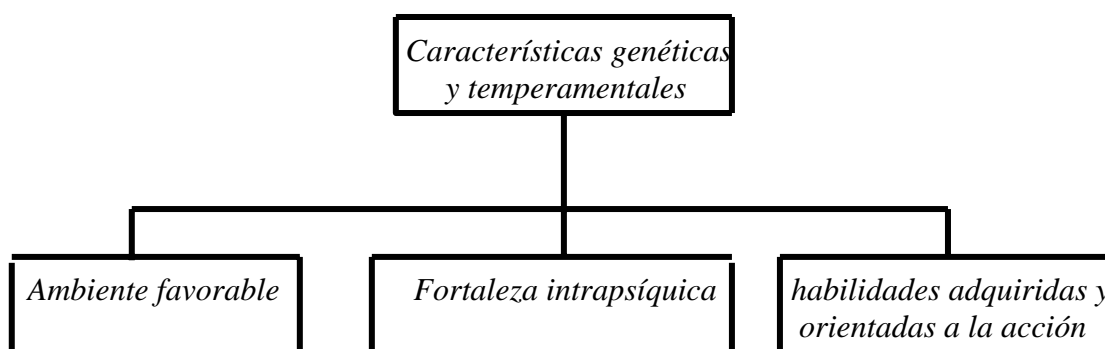 Características genéticas
y temperamentales
Ambiente favorable
Fortaleza intrapsíquica
habilidades adquiridas y
orientadas a la acción